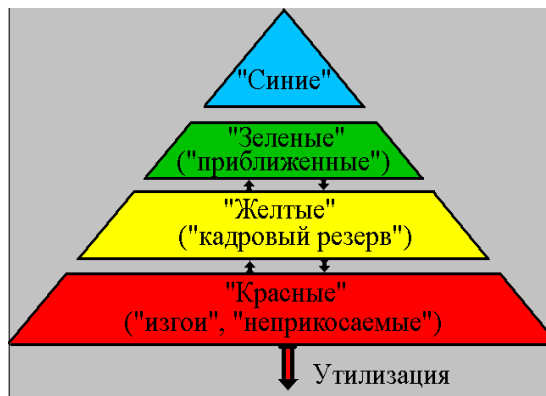 "Синие"
"Зеленые"
("приближенные")
"Желтые"
("кадровый резерв")
"Красные"
("изгои", "неприкосаемые")
Утилизация